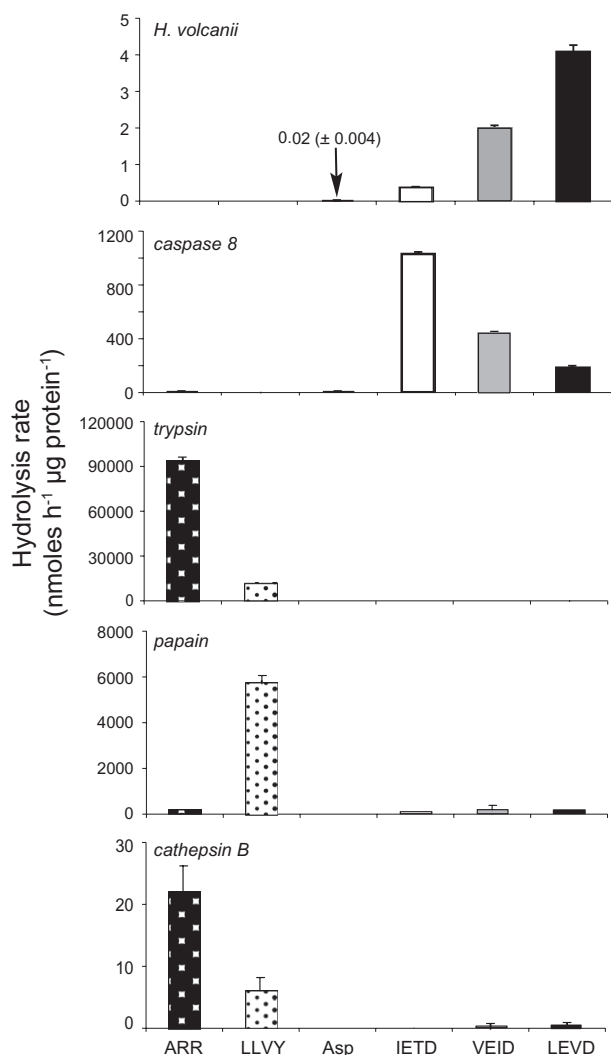 H. volcanii
5
4
3
2
1
0
0.02 (± 0.004)
caspase 8
1200
800
400
0
Hydrolysis rate
(nmoles h⁻¹ µg protein⁻¹)
trypsin
120000
90000
60000
30000
0
papain
8000
6000
4000
2000
0
cathepsin B
30
20
10
0
ARR LLVY Asp IETD VEID LEVD